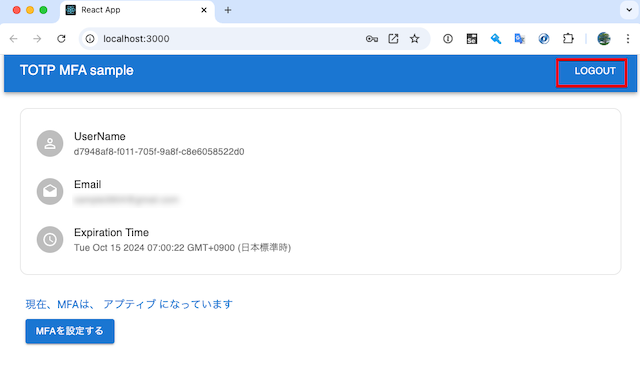 React App
localhost:3000
TOTP MFA sample
LOGOUT
UserName
d7948af8-f011-705f-9a8f-c8e6058522d0
Email
Expiration Time
Tue Oct 15 2024 07:00:22 GMT+0900 (日本標準時)
現在、MFAは、 アプティブ になっています
MFAを設定する